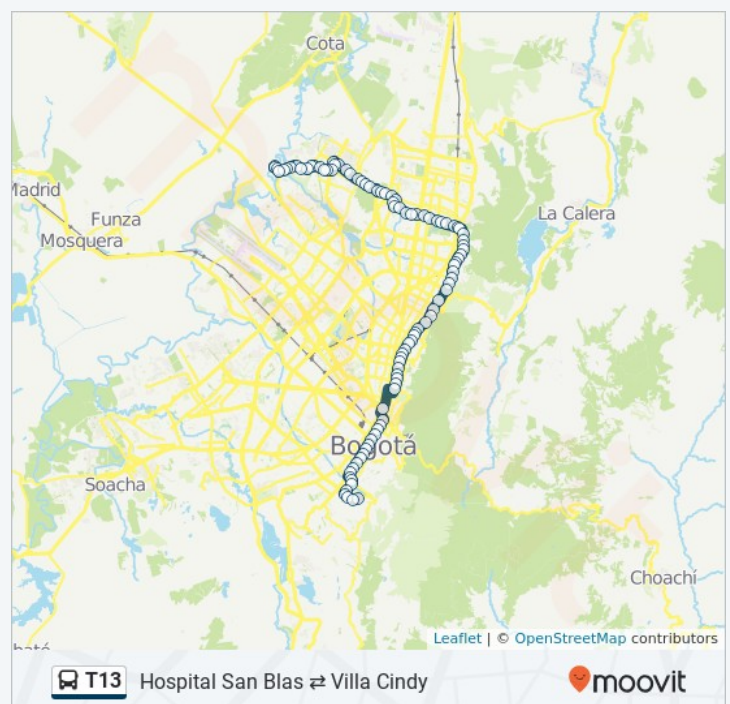 Cota
Madrid
Funza
Mosquera
La Calera
Bogotá
Soacha
Choachí
Leaflet | © OpenStreetMap contributors
T13 Hospital San Blas ⇄ Villa Cindy
moovit